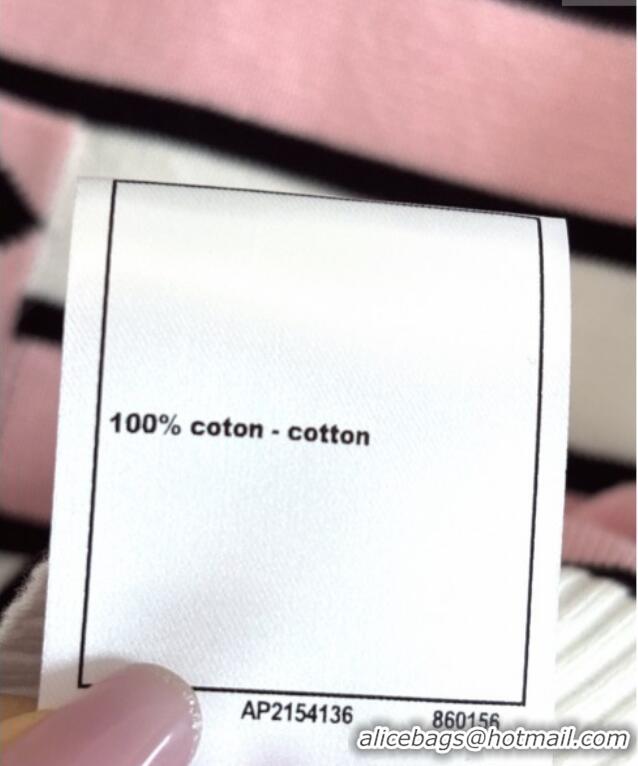 100% coton - cotton
AP2154136 860156
alicebags@hotmail.com